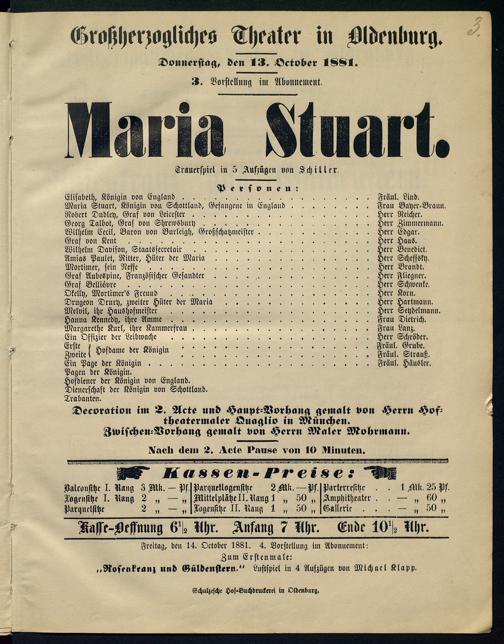 3.
Großherzogliches Theater in Oldenburg.
Donnerstag, den 13. October 1881.
3. Vorstellung im Abonnement.
Maria Stuart.
Trauerspiel in 5 Aufzügen von Schiller.
Personen:
Elisabeth, Königin von England . . . . Fräul. Lind.
Maria Stuart, Königin von Schottland, Gefangene in England . . . . Frau Bayer-Braun.
Robert Dudley, Graf von Leicester . . . . Herr Reicher.
Georg Talbot, Graf von Shrewsbury . . . . Herr Zimmermann.
Wilhelm Cecil, Baron von Burleigh, Großschatzmeister . . . . Herr Edgar.
Graf von Kent . . . . Herr Haus.
Wilhelm Davison, Staatssecretair . . . . Herr Benedict.
Amias Paulet, Ritter, Hüter der Maria . . . . Herr Scheffsky.
Mortimer, sein Neffe . . . . Herr Brandt.
Graf Aubespine, Französischer Gesandter . . . . Herr Fliegner.
Graf Bellièvre . . . . Herr Schwenke.
Okelly, Mortimer's Freund . . . . Herr Korn.
Drugeon Drury, zweiter Hüter der Maria . . . . Herr Hartmann.
Melvil, ihr Haushofmeister . . . . Herr Seydelmann.
Hanna Kennedy, ihre Amme . . . . Frau Dietrich.
Margarethe Kurl, ihre Kammerfrau . . . . Frau Lanz.
Ein Offizier der Leibwache . . . . Herr Schröder.
Erste } Hofdame der Königin . . . . Fräul. Grube.
Zweite . . . . Fräul. Strauß.
Ein Page der Königin . . . . Fräul. Häusler.
Pagen der Königin.
Hofdiener der Königin von England.
Dienerschaft der Königin von Schottland.
Trabanten.
Decoration im 2. Acte und Haupt-Vorhang gemalt von Herrn Hof-
theatermaler Quaglio in München.
Zwischen-Vorhang gemalt von Herrn Maler Mohrmann.
Nach dem 2. Acte Pause von 10 Minuten.
Kassen-Preise:
Balconsitze I. Rang 3 Mk. — Pf. Parquetlogensitze 2 Mk. — Pf. Parterresitze . . 1 Mk. 25 Pf.
Logensitze I. Rang 2 „ — „ Mittelplätze II. Rang 1 „ 50 „ Amphitheater . — „ 60 „
Parquetsitze 2 „ — „ Logensitze II. Rang 1 „ 50 „ Gallerie . . — „ 50 „
Kasse-Oeffnung 6½ Uhr. Anfang 7 Uhr. Ende 10½ Uhr.
Freitag, den 14. October 1881. 4. Vorstellung im Abonnement:
Zum Erstenmale:
„Rosenkranz und Güldenstern." Lustspiel in 4 Aufzügen von Michael Klapp.
Schulzesche Hof-Buchdruckerei in Oldenburg.